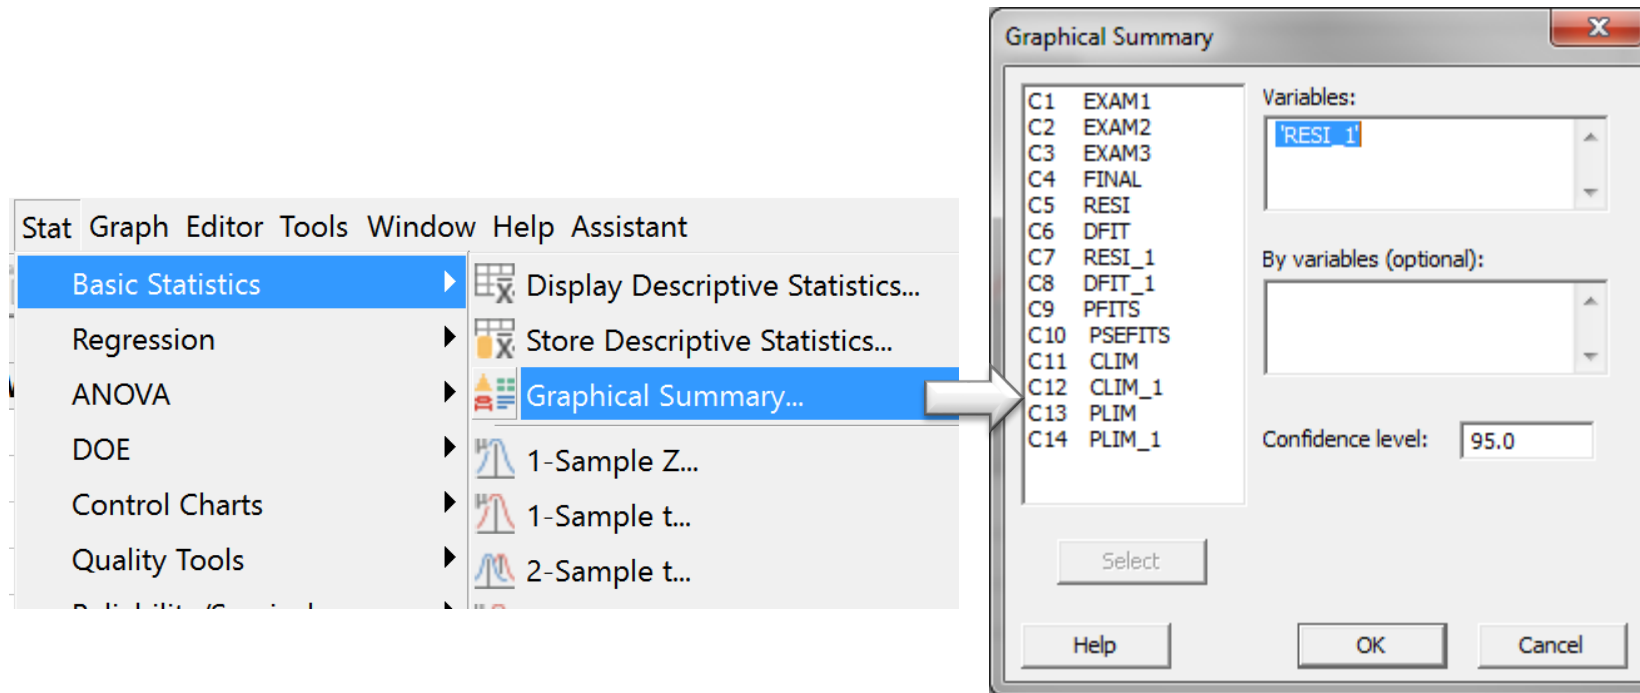 Stat Graph Editor Tools Window Help Assistant
Basic Statistics
Regression
ANOVA
DOE
Control Charts
Quality Tools
Display Descriptive Statistics...
Store Descriptive Statistics...
Graphical Summary...
1-Sample Z...
1-Sample t...
2-Sample t...
Graphical Summary
C1 EXAM1
C2 EXAM2
C3 EXAM3
C4 FINAL
C5 RESI
C6 DFIT
C7 RESI_1
C8 DFIT_1
C9 PFITS
C10 PSEFITS
C11 CLIM
C12 CLIM_1
C13 PLIM
C14 PLIM_1
Variables:
'RESI_1'
By variables (optional):
Confidence level: 95.0
Select
Help OK Cancel